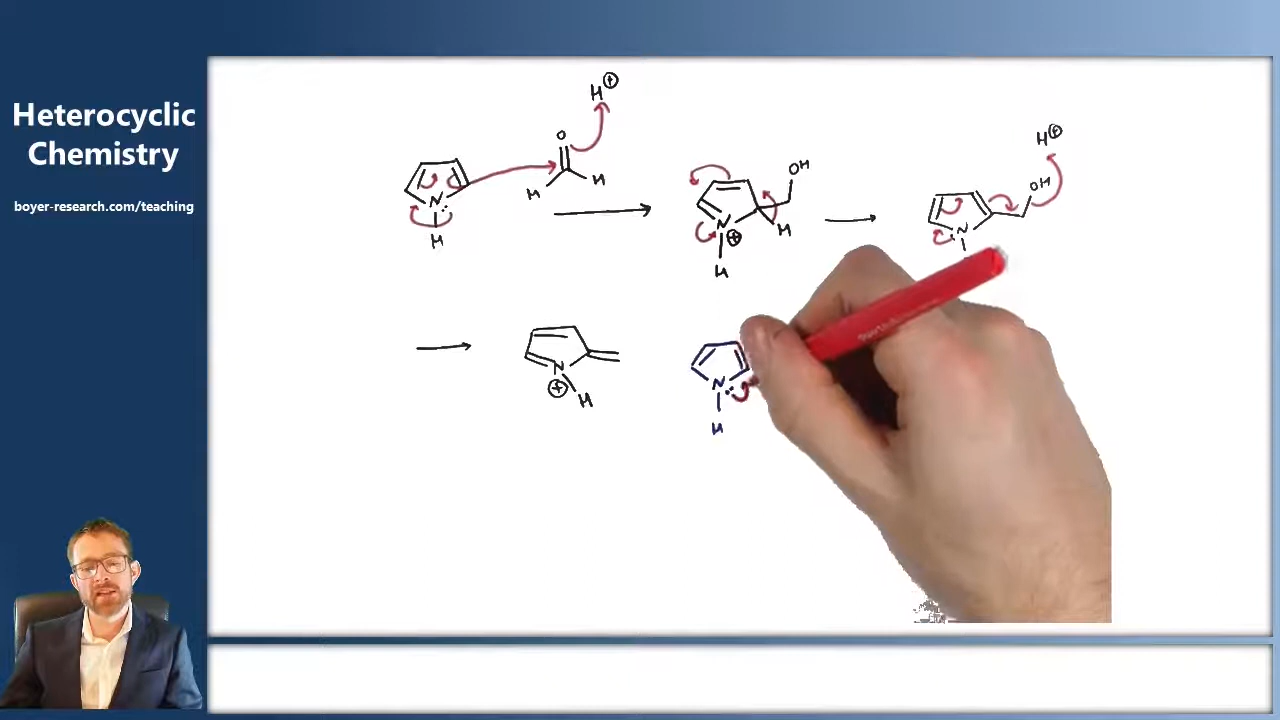 Heterocyclic
Chemistry
boyer-research.com/teaching
H⊕
O
H H
N:
H
OH
H
N⊕
H
H⊕
OH
N
N
⊕
H
N:
H